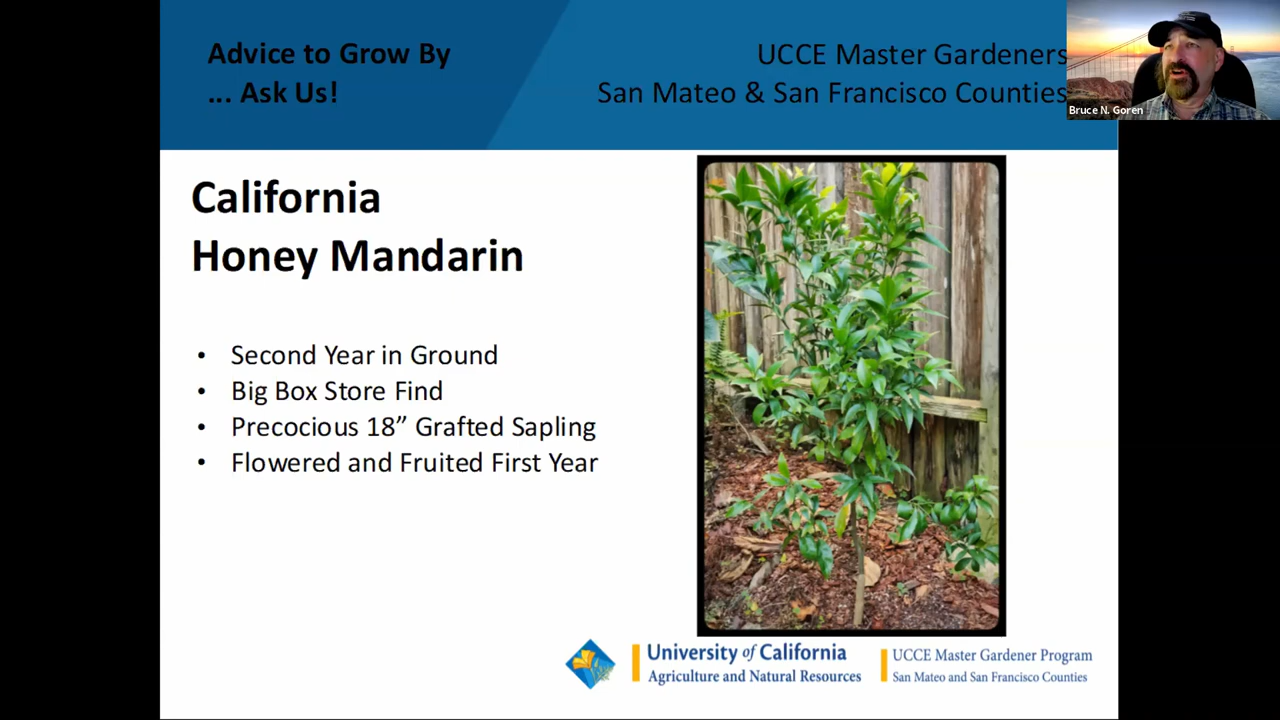 Advice to Grow By
... Ask Us!
UCCE Master Gardeners
San Mateo & San Francisco Counties
Bruce N. Goren
California
Honey Mandarin
• Second Year in Ground
• Big Box Store Find
• Precocious 18” Grafted Sapling
• Flowered and Fruited First Year
University of California
Agriculture and Natural Resources
UCCE Master Gardener Program
San Mateo and San Francisco Counties